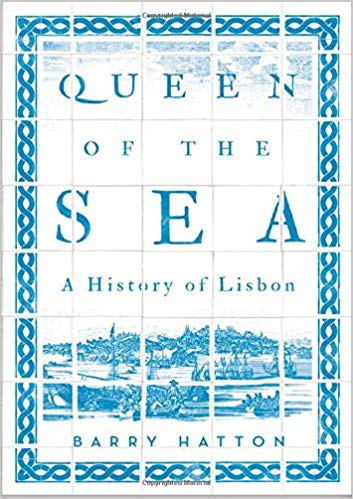 QUEEN
OF THE
SEA
A History of Lisbon
BARRY HATTON